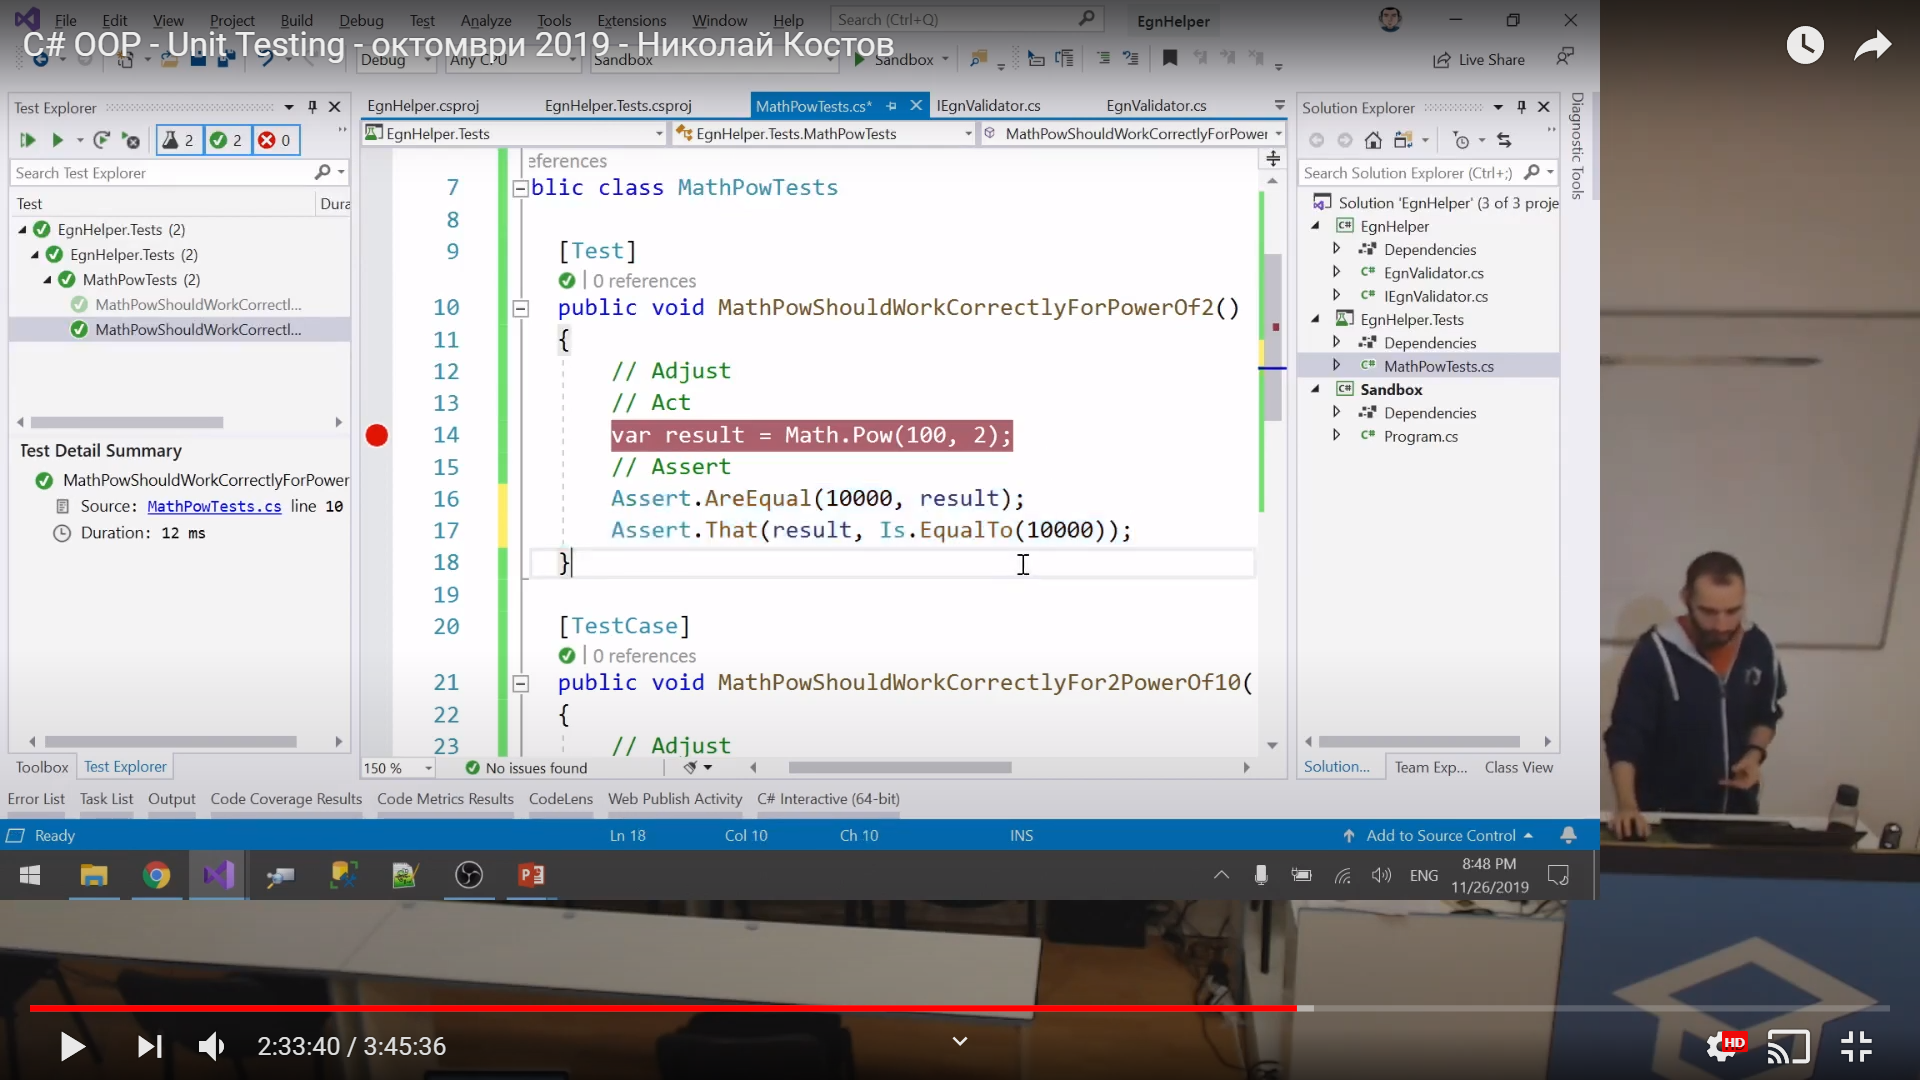 File Edit View Project Build Debug Test Analyze Tools Extensions Window Help Search (Ctrl+Q) EgnHelper
C# OOP - Unit Testing - октомври 2019 - Николай Костов
Debug Any CPU Sandbox Sandbox Live Share
Test Explorer
2 2 0
Search Test Explorer
Test Dura
EgnHelper.Tests (2)
EgnHelper.Tests (2)
MathPowTests (2)
MathPowShouldWorkCorrectl...
MathPowShouldWorkCorrectl...
Test Detail Summary
MathPowShouldWorkCorrectlyForPower
Source: MathPowTests.cs line 10
Duration: 12 ms
Toolbox Test Explorer
EgnHelper.csproj EgnHelper.Tests.csproj MathPowTests.cs* IEgnValidator.cs EgnValidator.cs
EgnHelper.Tests EgnHelper.Tests.MathPowTests MathPowShouldWorkCorrectlyForPower
eferences
7 blic class MathPowTests
8
9 [Test]
0 references
10 public void MathPowShouldWorkCorrectlyForPowerOf2()
11 {
12 // Adjust
13 // Act
14 var result = Math.Pow(100, 2);
15 // Assert
16 Assert.AreEqual(10000, result);
17 Assert.That(result, Is.EqualTo(10000));
18 }
19
20 [TestCase]
0 references
21 public void MathPowShouldWorkCorrectlyFor2PowerOf10(
22 {
23 // Adjust
150 % No issues found
Solution Explorer
Search Solution Explorer (Ctrl+;)
Solution 'EgnHelper' (3 of 3 proje
EgnHelper
Dependencies
EgnValidator.cs
IEgnValidator.cs
EgnHelper.Tests
Dependencies
MathPowTests.cs
Sandbox
Dependencies
Program.cs
Solution... Team Exp... Class View
Diagnostic Tools
Error List Task List Output Code Coverage Results Code Metrics Results CodeLens Web Publish Activity C# Interactive (64-bit)
Ready Ln 18 Col 10 Ch 10 INS Add to Source Control
ENG 8:48 PM
11/26/2019
2:33:40 / 3:45:36
HD